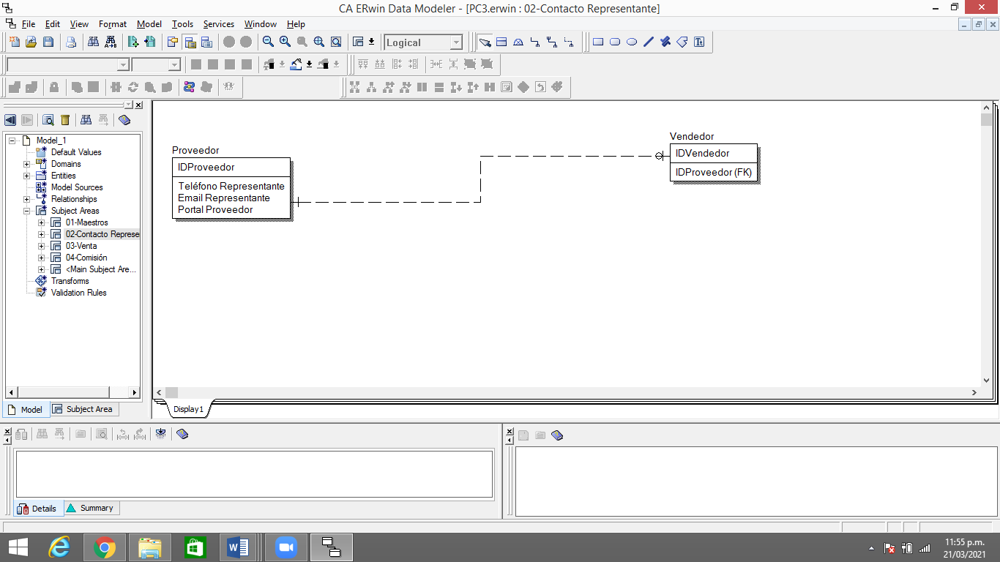 CA ERwin Data Modeler - [PC3.erwin : 02-Contacto Representante]
File Edit View Format Model Tools Services Window Help
Logical
Model_1
Default Values
Domains
Entities
Model Sources
Relationships
Subject Areas
01-Maestros
02-Contacto Represe
03-Venta
04-Comisión
<Main Subject Are...
Transforms
Validation Rules
Model Subject Area
Proveedor
IDProveedor
Teléfono Representante
Email Representante
Portal Proveedor
Vendedor
IDVendedor
IDProveedor (FK)
Display1
Details Summary
11:55 p.m.
21/03/2021